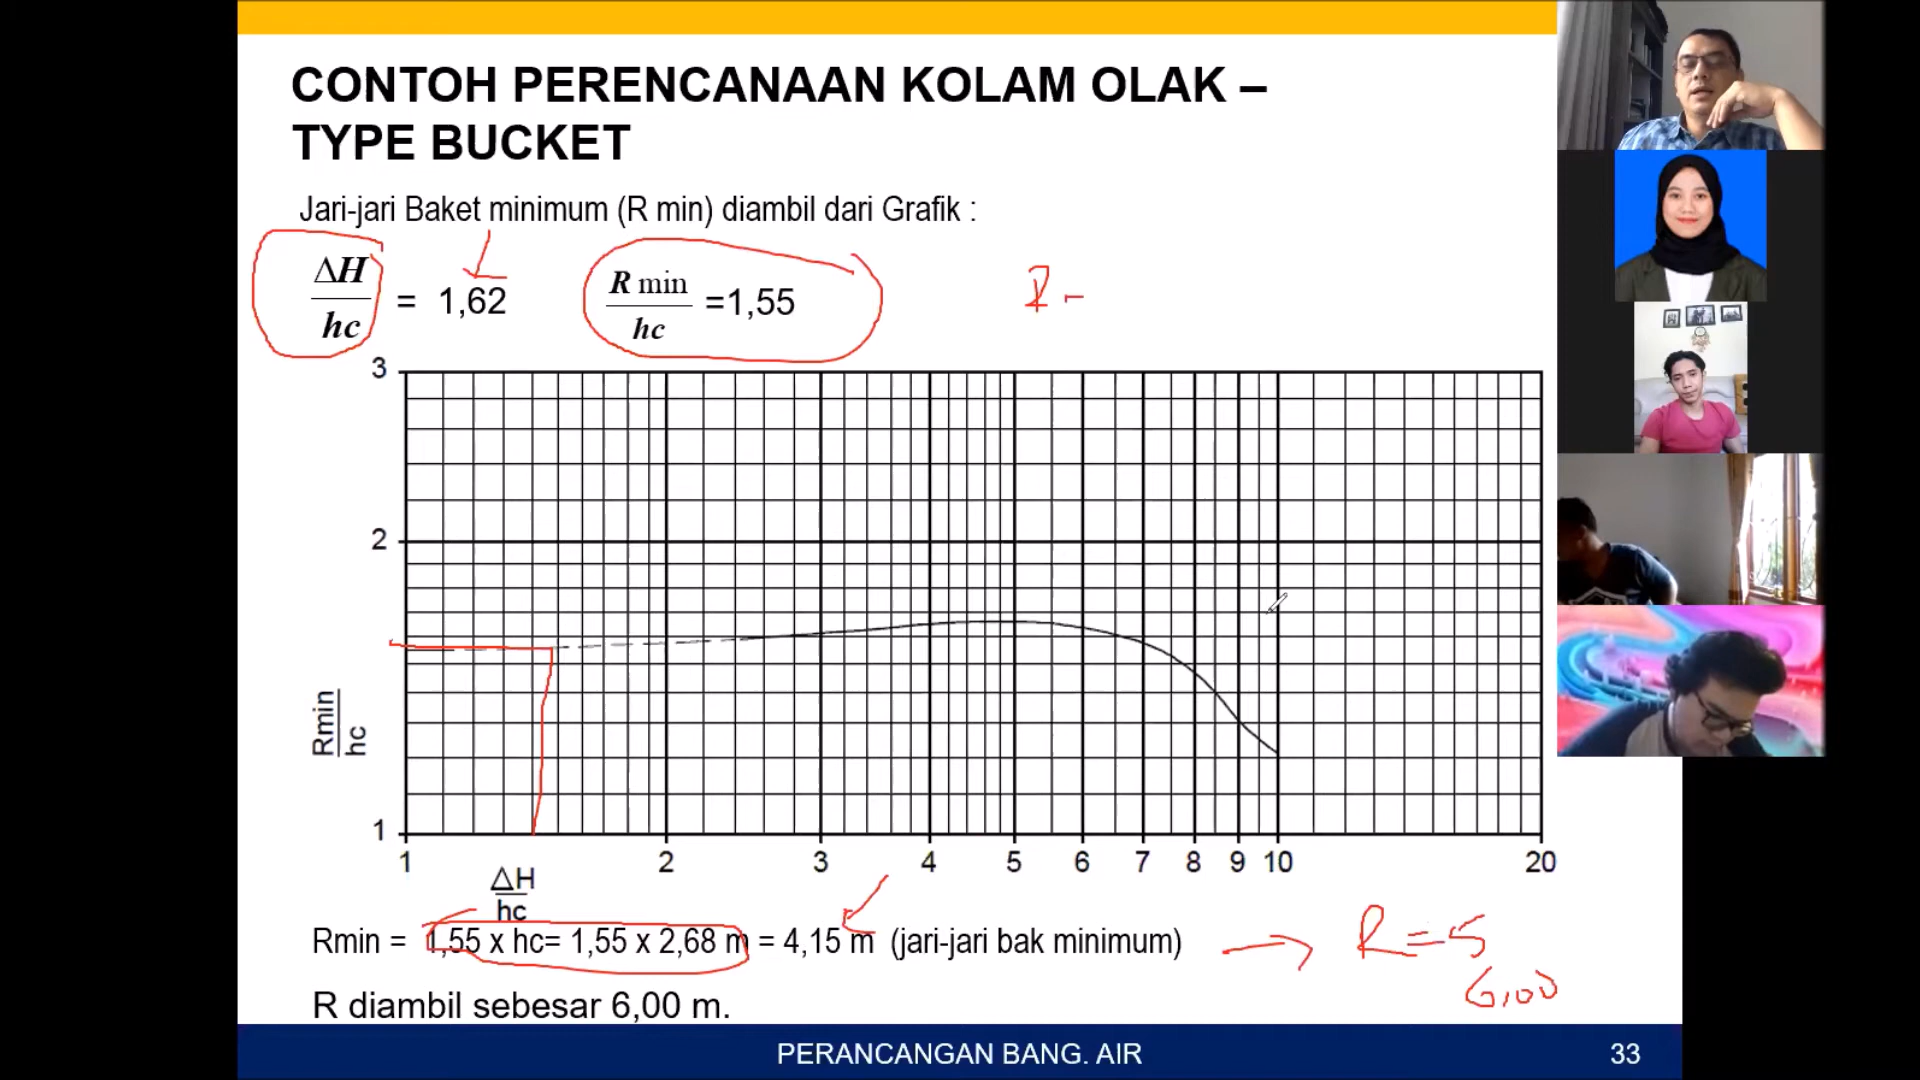 CONTOH PERENCANAAN KOLAM OLAK –
TYPE BUCKET
Jari-jari Baket minimum (R min) diambil dari Grafik :
ΔH/hc = 1,62 R min/hc =1,55
R -
3
2
1
Rmin/hc
1 2 3 4 5 6 7 8 9 10 20
ΔH/hc
Rmin = 1,55 x hc= 1,55 x 2,68 m = 4,15 m (jari-jari bak minimum) → R = 5
6,00
R diambil sebesar 6,00 m.
PERANCANGAN BANG. AIR 33